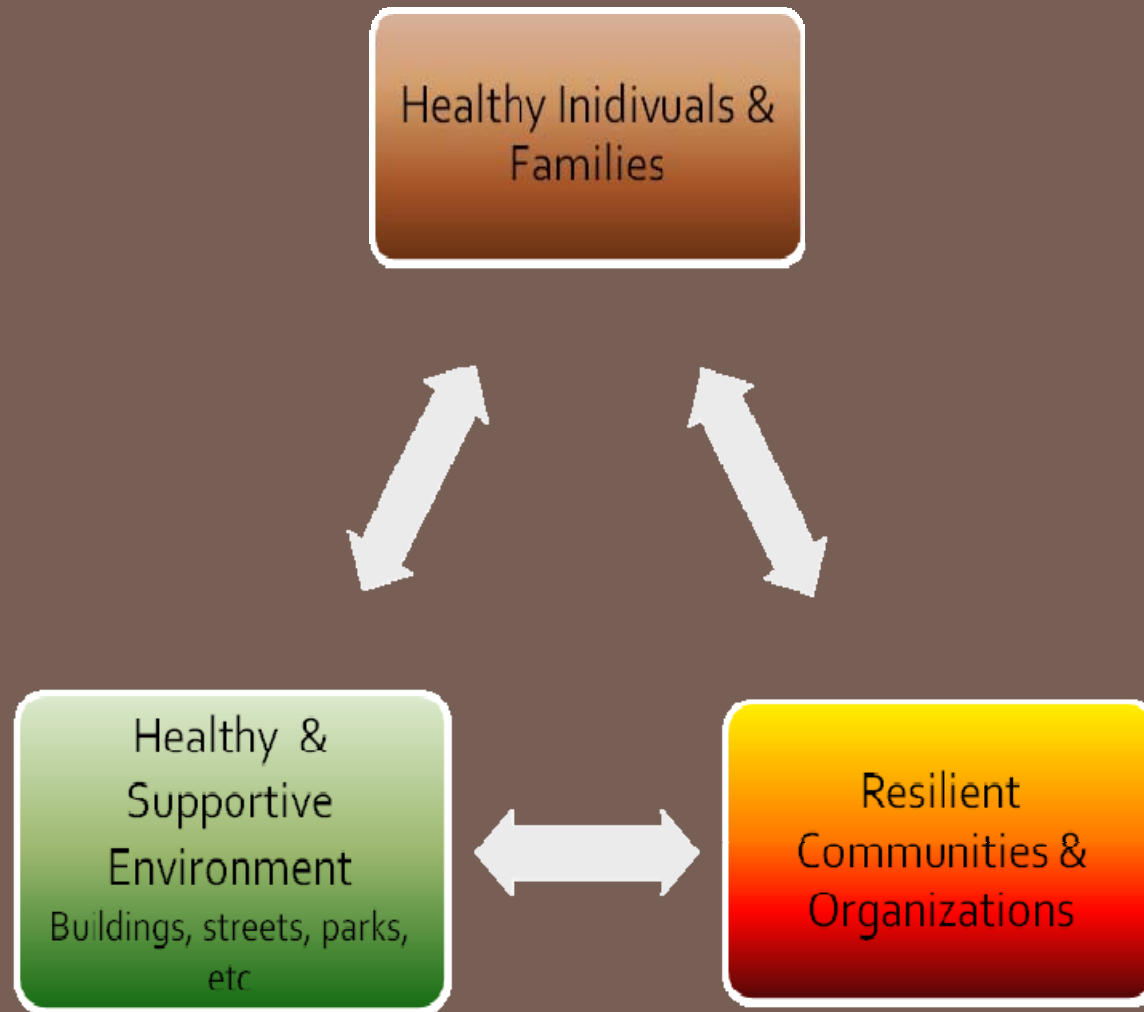 Healthy Inidivuals &
Families
Healthy &
Supportive
Environment
Buildings, streets, parks,
etc
Resilient
Communities &
Organizations